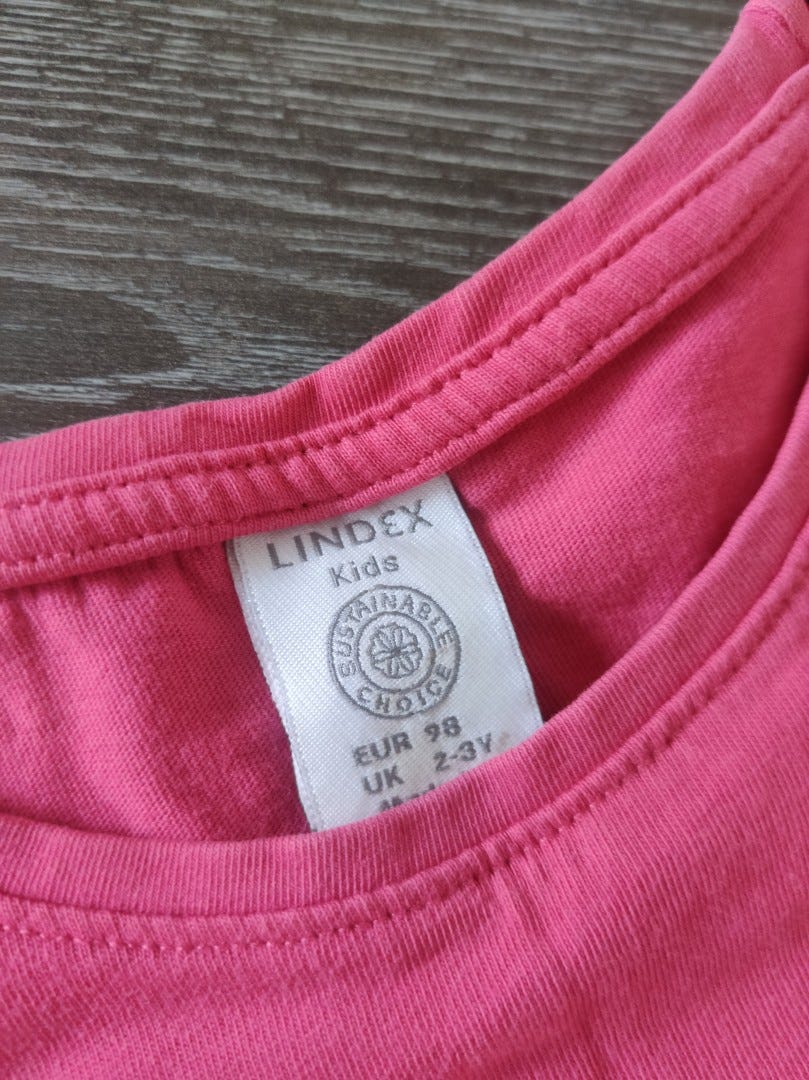 LINDEX
Kids
SUSTAINABLE
CHOICE
EUR 98
UK 2-3Y